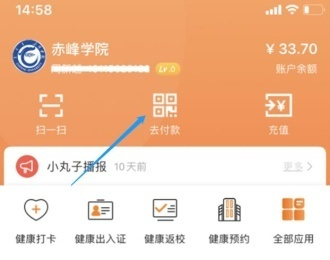 14:58
赤峰学院
Lv.0
¥ 33.70
账户余额
扫一扫
去付款
充值
小丸子播报 10天前 更多 >
健康打卡 健康出入证 健康返校 健康预约 全部应用